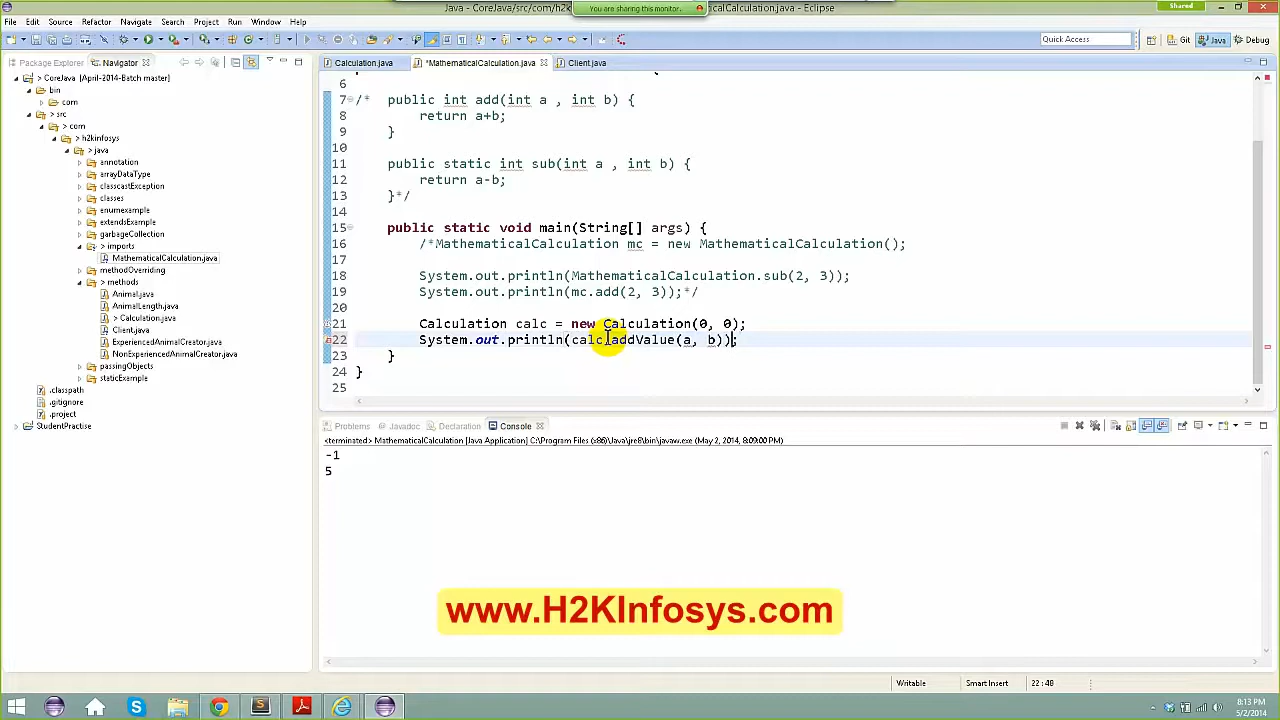 Java - CoreJava/src/com/h2k
You are sharing this monitor.
icalCalculation.java - Eclipse
Shared
File Edit Source Refactor Navigate Search Project Run Window Help
Quick Access
Git Java Debug
Package Explorer Navigator
> CoreJava [April-2014-Batch master]
bin
com
> src
> com
> h2kinfosys
> java
annotation
arrayDataType
classcastException
classes
enumexample
extendsExample
garbageCollection
> imports
MathematicalCalculation.java
methodOverriding
> methods
Animal.java
AnimalLength.java
> Calculation.java
Client.java
ExperiencedAnimalCreator.java
NonExperiencedAnimalCreator.java
passingObjects
staticExample
.classpath
.gitignore
.project
StudentPractise
Calculation.java *MathematicalCalculation.java Client.java
6
7 /* public int add(int a , int b) {
8 return a+b;
9 }
10
11 public static int sub(int a , int b) {
12 return a-b;
13 }*/
14
15 public static void main(String[] args) {
16 /*MathematicalCalculation mc = new MathematicalCalculation();
17
18 System.out.println(MathematicalCalculation.sub(2, 3));
19 System.out.println(mc.add(2, 3));*/
20
21 Calculation calc = new Calculation(0, 0);
22 System.out.println(calc.addValue(a, b));
23 }
24 }
25
Problems Javadoc Declaration Console
<terminated> MathematicalCalculation [Java Application] C:\Program Files (x86)\Java\jre8\bin\javaw.exe (May 2, 2014, 8:09:00 PM)
-1
5
www.H2KInfosys.com
Writable Smart Insert 22 : 48
8:13 PM
5/2/2014